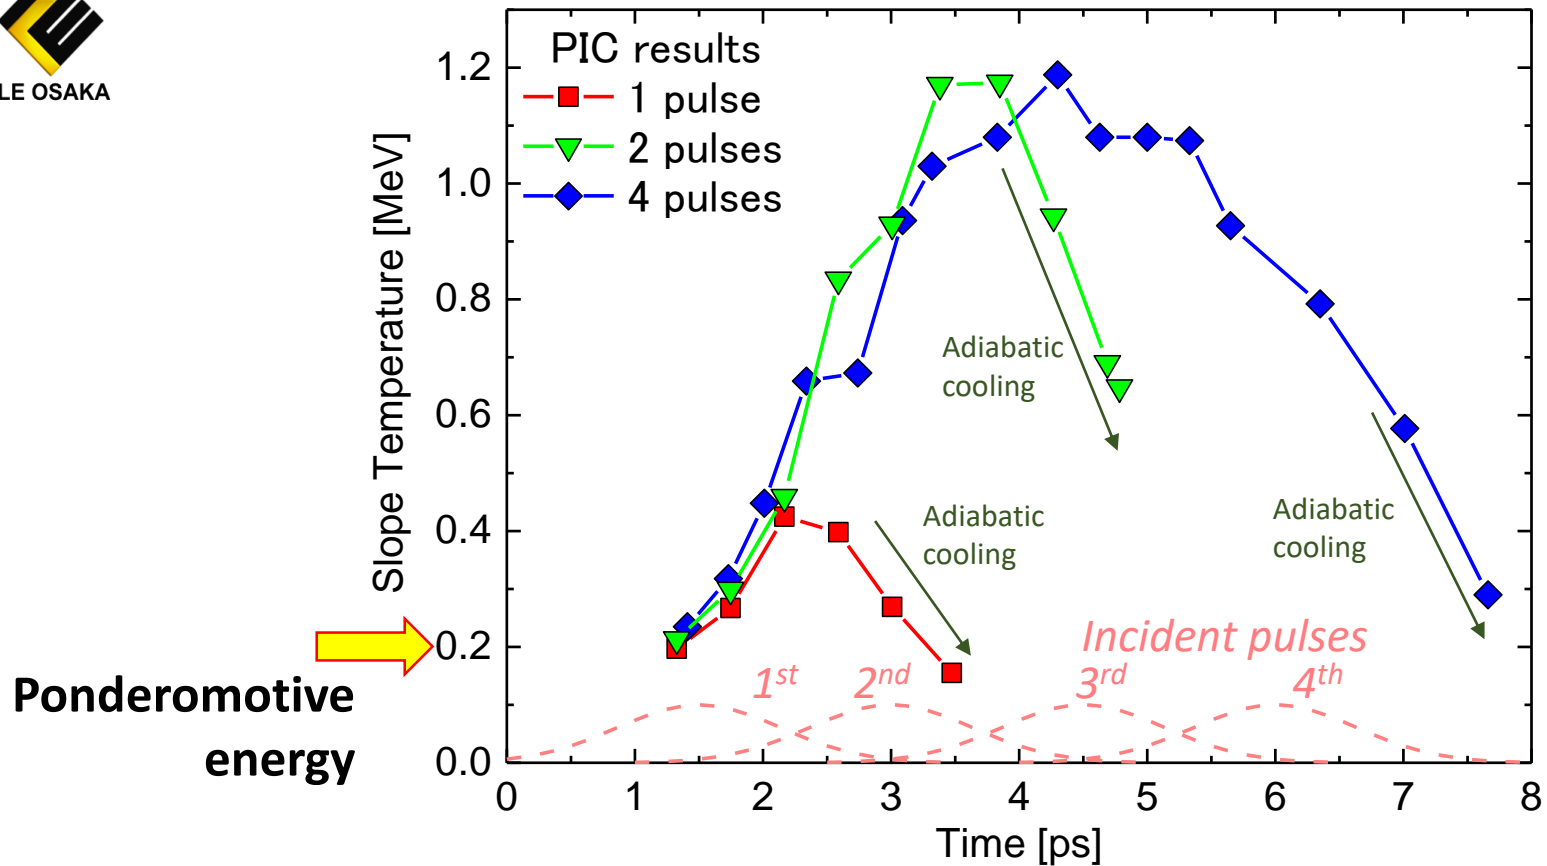 LE OSAKA
PIC results
1 pulse
2 pulses
4 pulses
Slope Temperature [MeV]
1.2
1.0
0.8
0.6
0.4
0.2
0.0
Adiabatic
cooling
Adiabatic
cooling
Adiabatic
cooling
Incident pulses
1st
2nd
3rd
4th
Ponderomotive
energy
0 1 2 3 4 5 6 7 8
Time [ps]